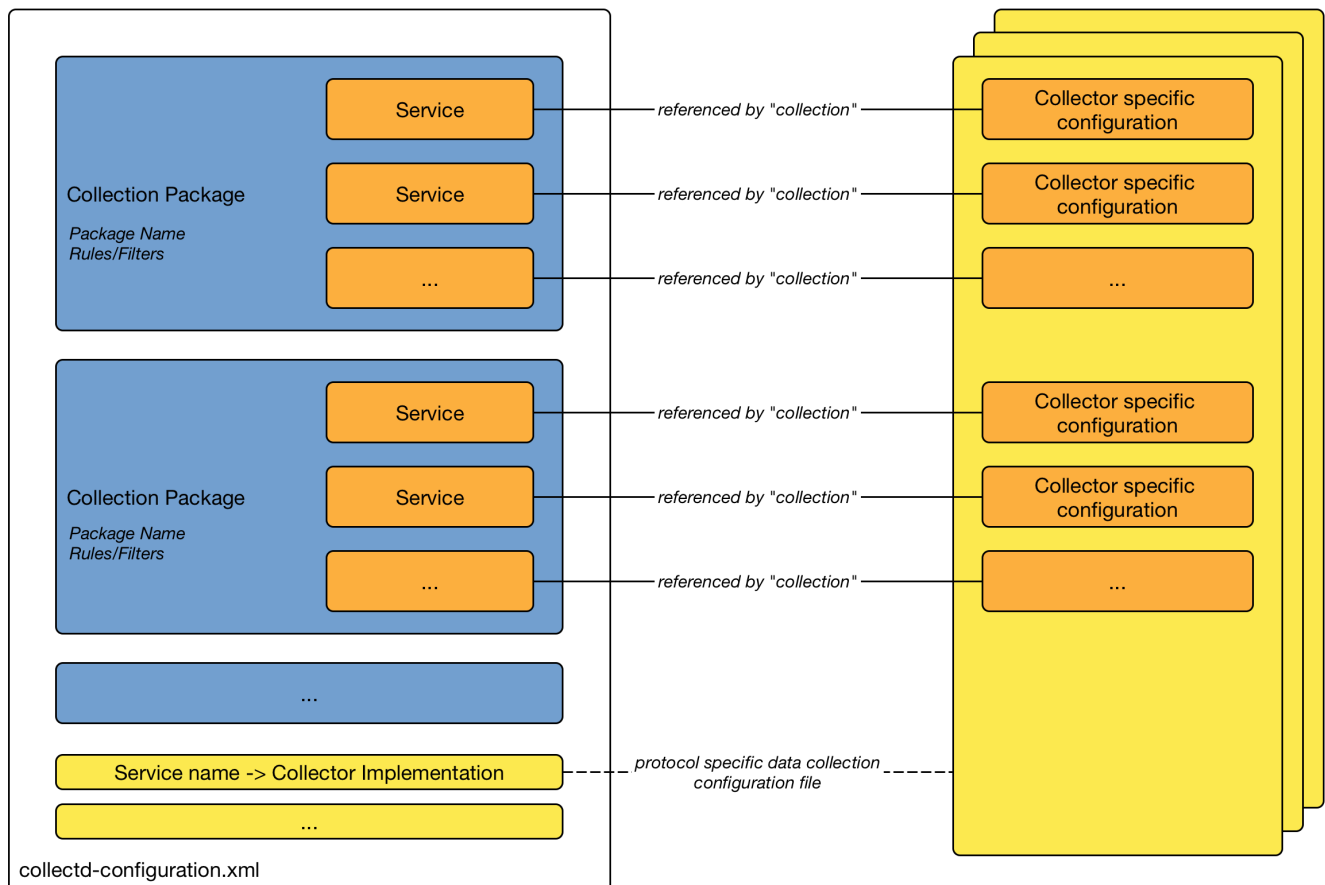 Service
referenced by "collection"
Collector specific
configuration
Collection Package
Package Name
Rules/Filters
Service
referenced by "collection"
Collector specific
configuration
...
referenced by "collection"
...
Service
referenced by "collection"
Collector specific
configuration
Collection Package
Package Name
Rules/Filters
Service
referenced by "collection"
Collector specific
configuration
...
referenced by "collection"
...
...
Service name -> Collector Implementation
protocol specific data collection
configuration file
...
collectd-configuration.xml